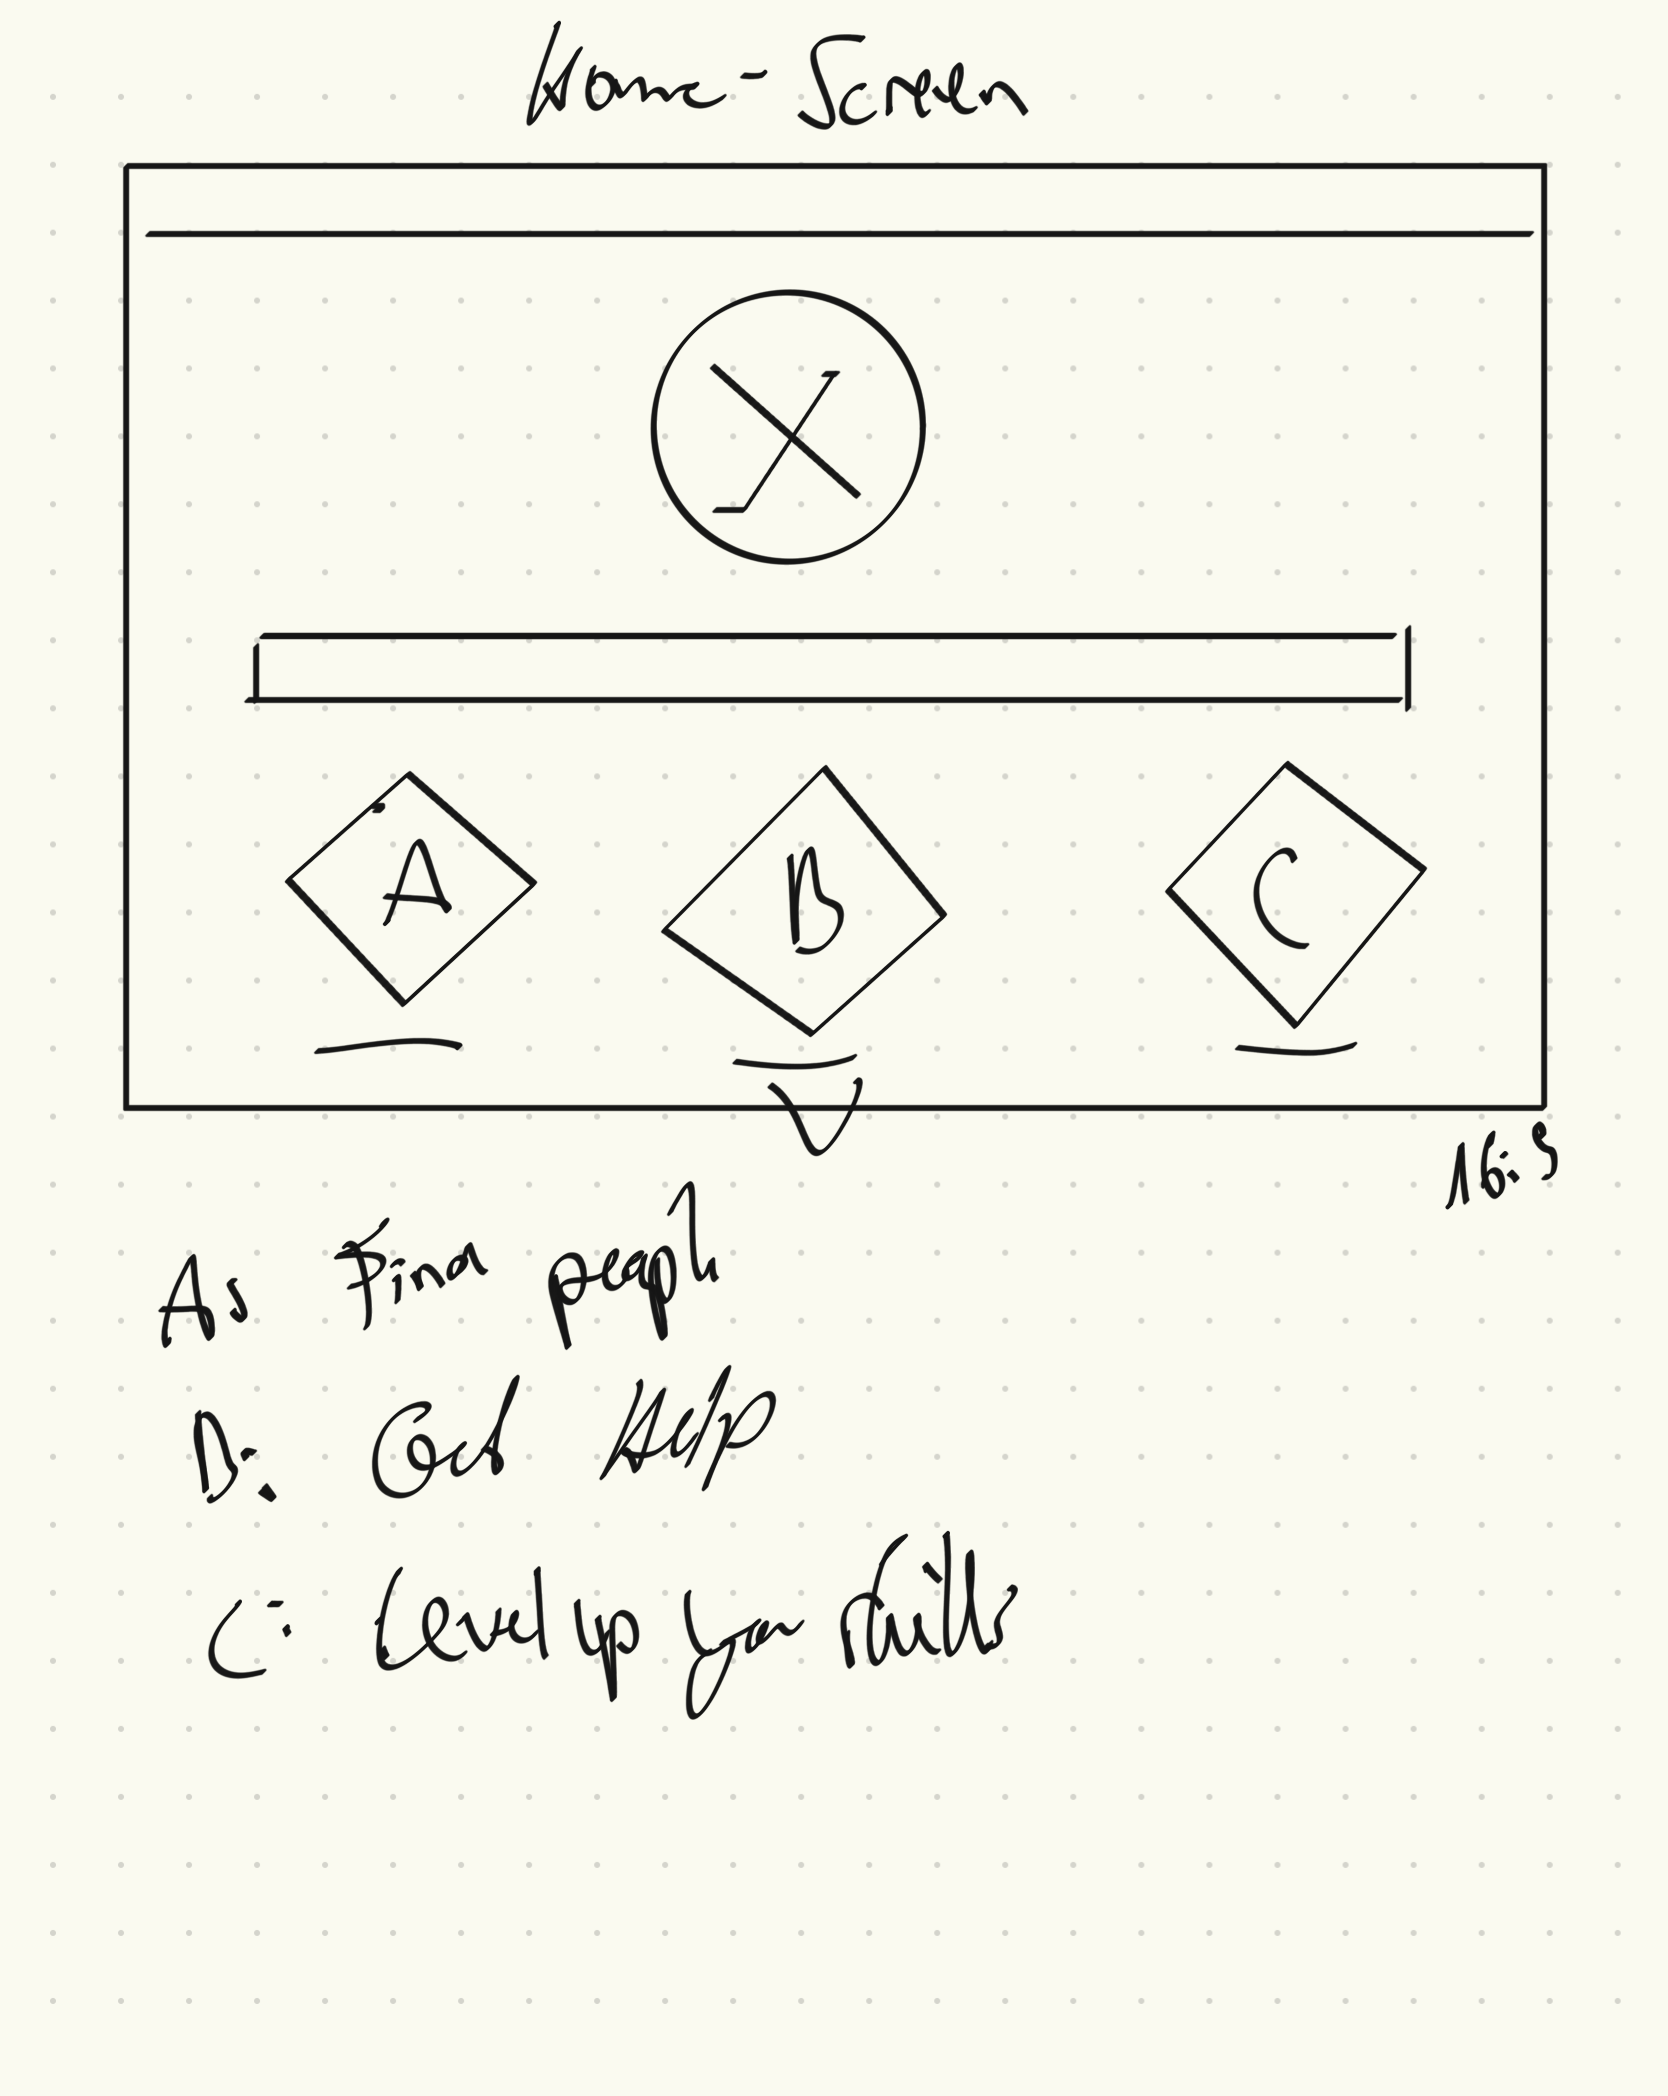 Home-Screen
A
B
C
16:9
A: Find people
B: Get Help
C: Level up your skills